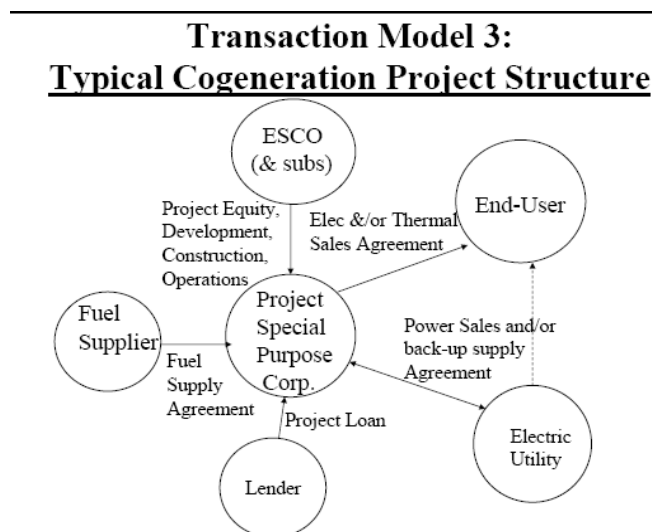 Transaction Model 3:
Typical Cogeneration Project Structure
ESCO
(& subs)
Project Equity,
Development,
Construction,
Operations
Elec &/or Thermal
Sales Agreement
End-User
Fuel
Supplier
Fuel
Supply
Agreement
Project
Special
Purpose
Corp.
Power Sales and/or
back-up supply
Agreement
Project Loan
Lender
Electric
Utility